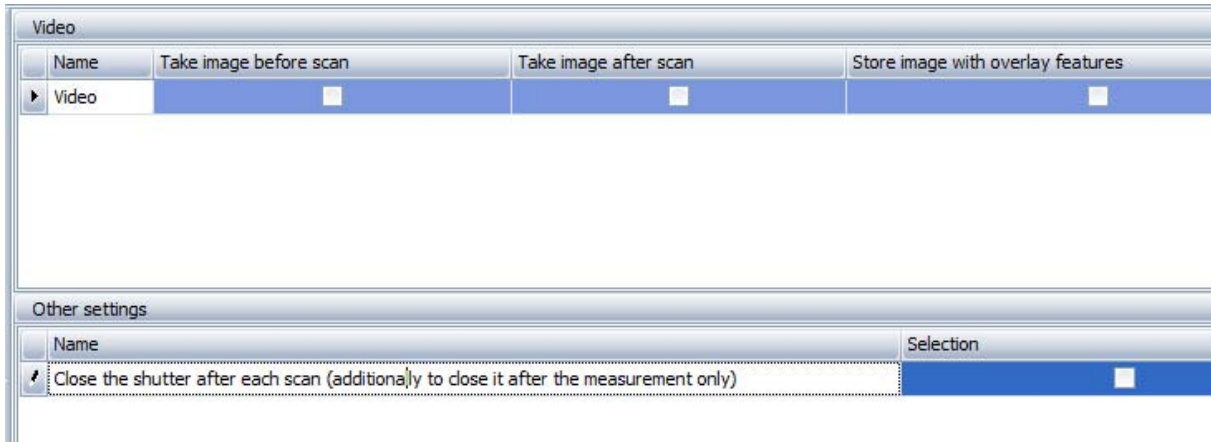 Video
Name Take image before scan Take image after scan Store image with overlay features
Video
Other settings
Name Selection
Close the shutter after each scan (additionaly to close it after the measurement only)